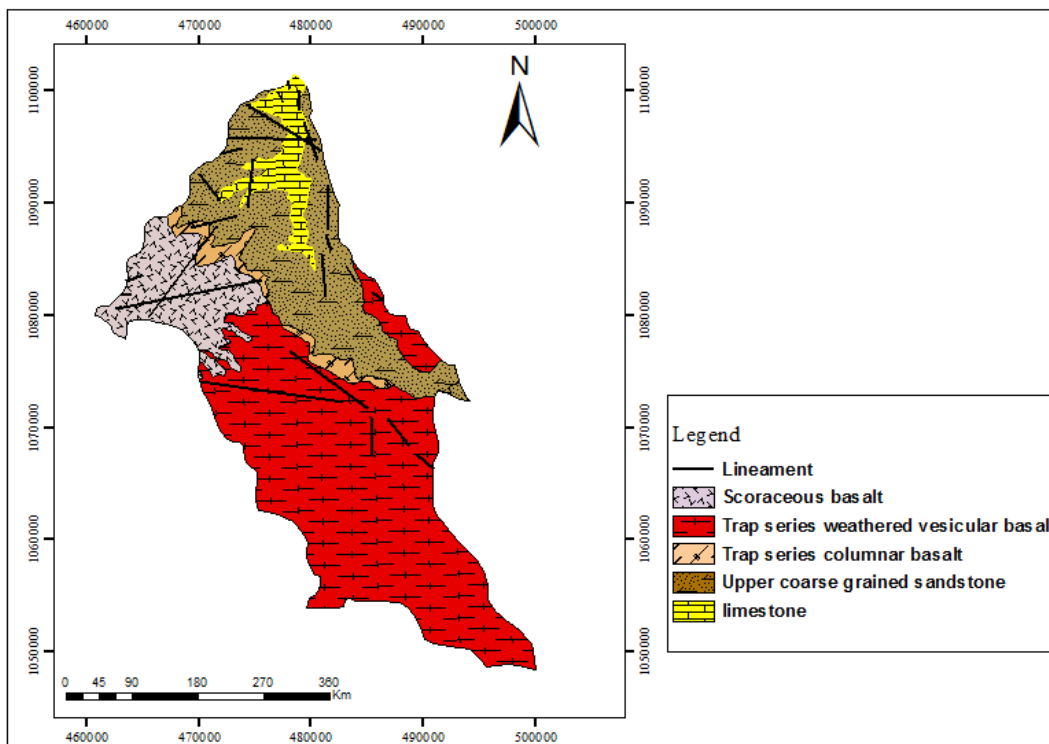 460000 470000 480000 490000 500000
N
1100000 1100000
1090000 1090000
1080000 1080000
1070000 1070000
1060000 1060000
1050000 1050000
Legend
Lineament
Scoraceous basalt
Trap series weathered vesicular basal
Trap series columnar basalt
Upper coarse grained sandstone
limestone
0 45 90 180 270 360
Km
460000 470000 480000 490000 500000